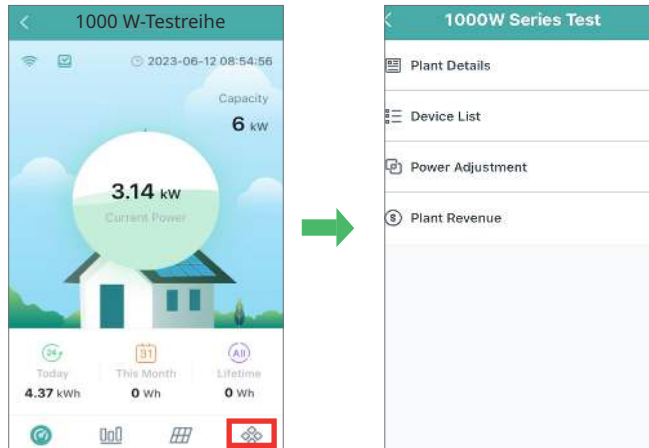 1000 W-Testreihe
2023-06-12 08:54:56
Capacity
6 kW
3.14 kW
Current Power
24
31
All
Today
This Month
Lifetime
4.37 kWh
0 Wh
0 Wh
1000W Series Test
Plant Details
Device List
Power Adjustment
Plant Revenue